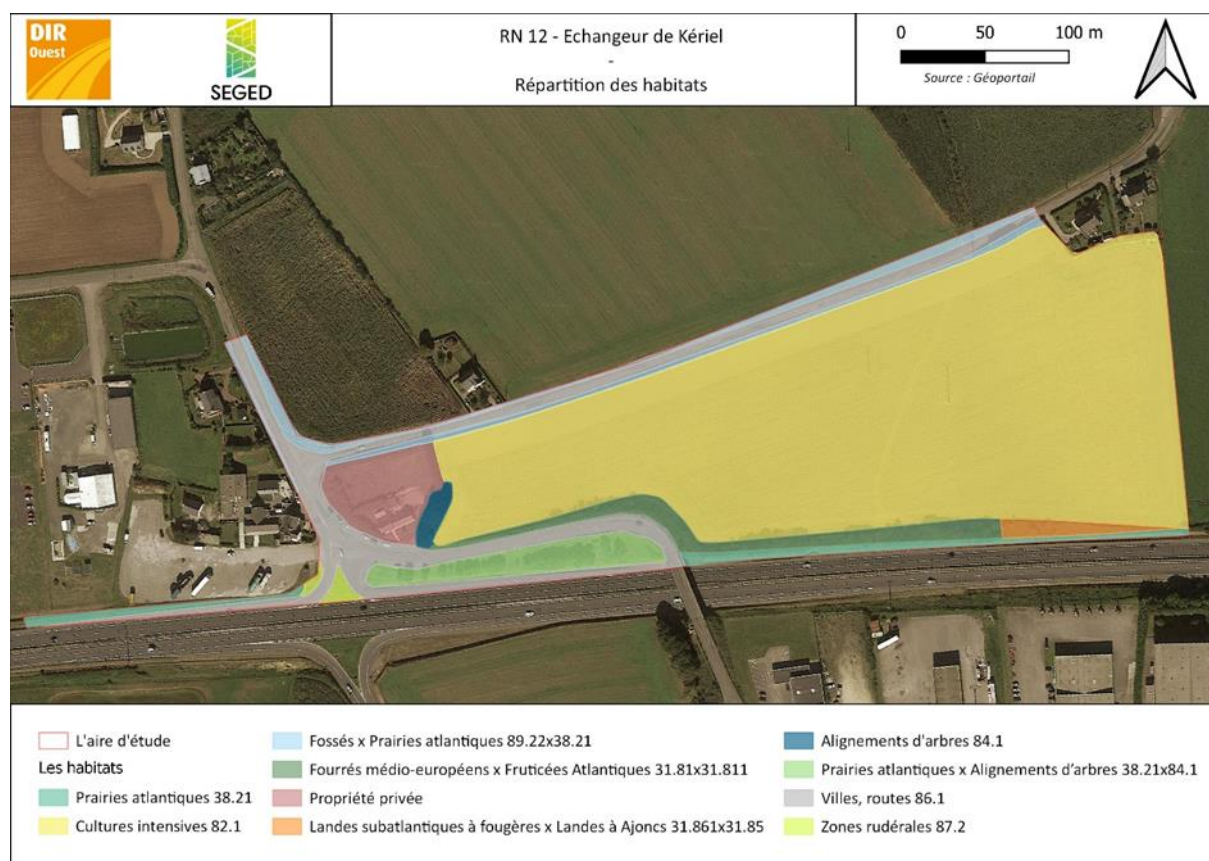 DIR
Ouest
SEGED
RN 12 - Echangeur de Kériel
-
Répartition des habitats
0 50 100 m
Source : Géoportail
L'aire d'étude
Les habitats
Prairies atlantiques 38.21
Cultures intensives 82.1
Fossés x Prairies atlantiques 89.22x38.21
Fourrés médio-européens x Fruticées Atlantiques 31.81x31.811
Propriété privée
Landes subatlantiques à fougères x Landes à Ajoncs 31.861x31.85
Alignements d'arbres 84.1
Prairies atlantiques x Alignements d’arbres 38.21x84.1
Villes, routes 86.1
Zones rudérales 87.2